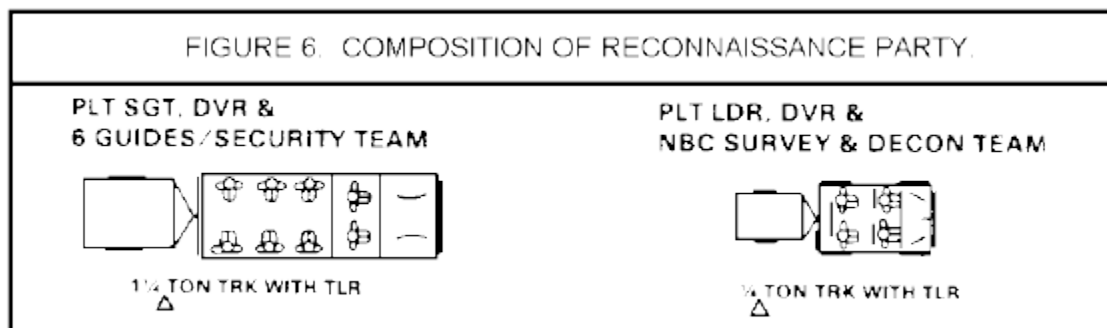 FIGURE 6. COMPOSITION OF RECONNAISSANCE PARTY.
PLT SGT, DVR &
6 GUIDES/SECURITY TEAM
1¼ TON TRK WITH TLR
PLT LDR, DVR &
NBC SURVEY & DECON TEAM
¼ TON TRK WITH TLR